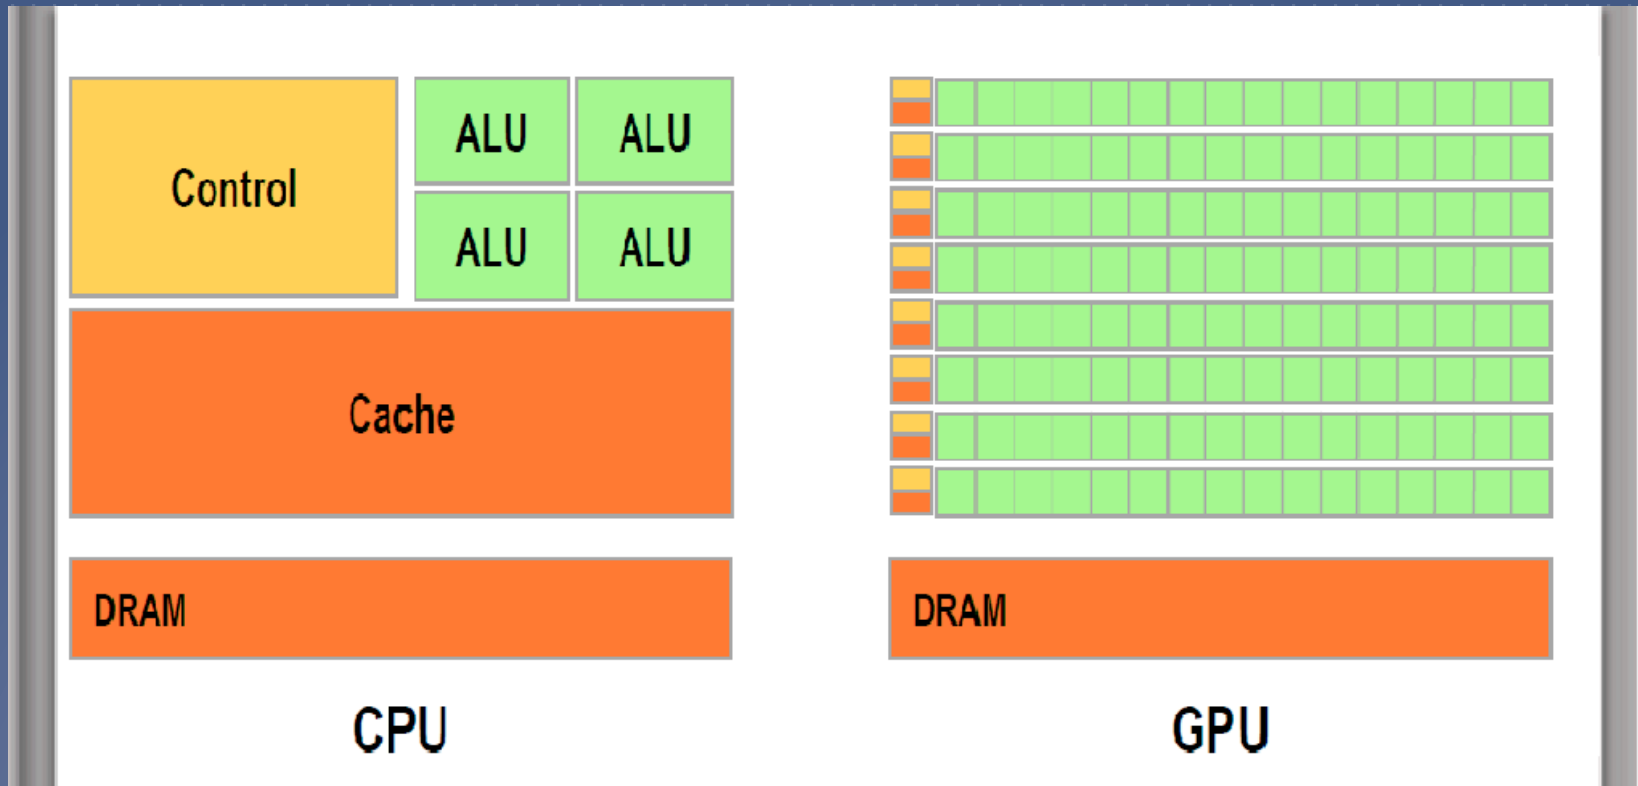 Control
ALU ALU
ALU ALU
Cache
DRAM
CPU
DRAM
GPU